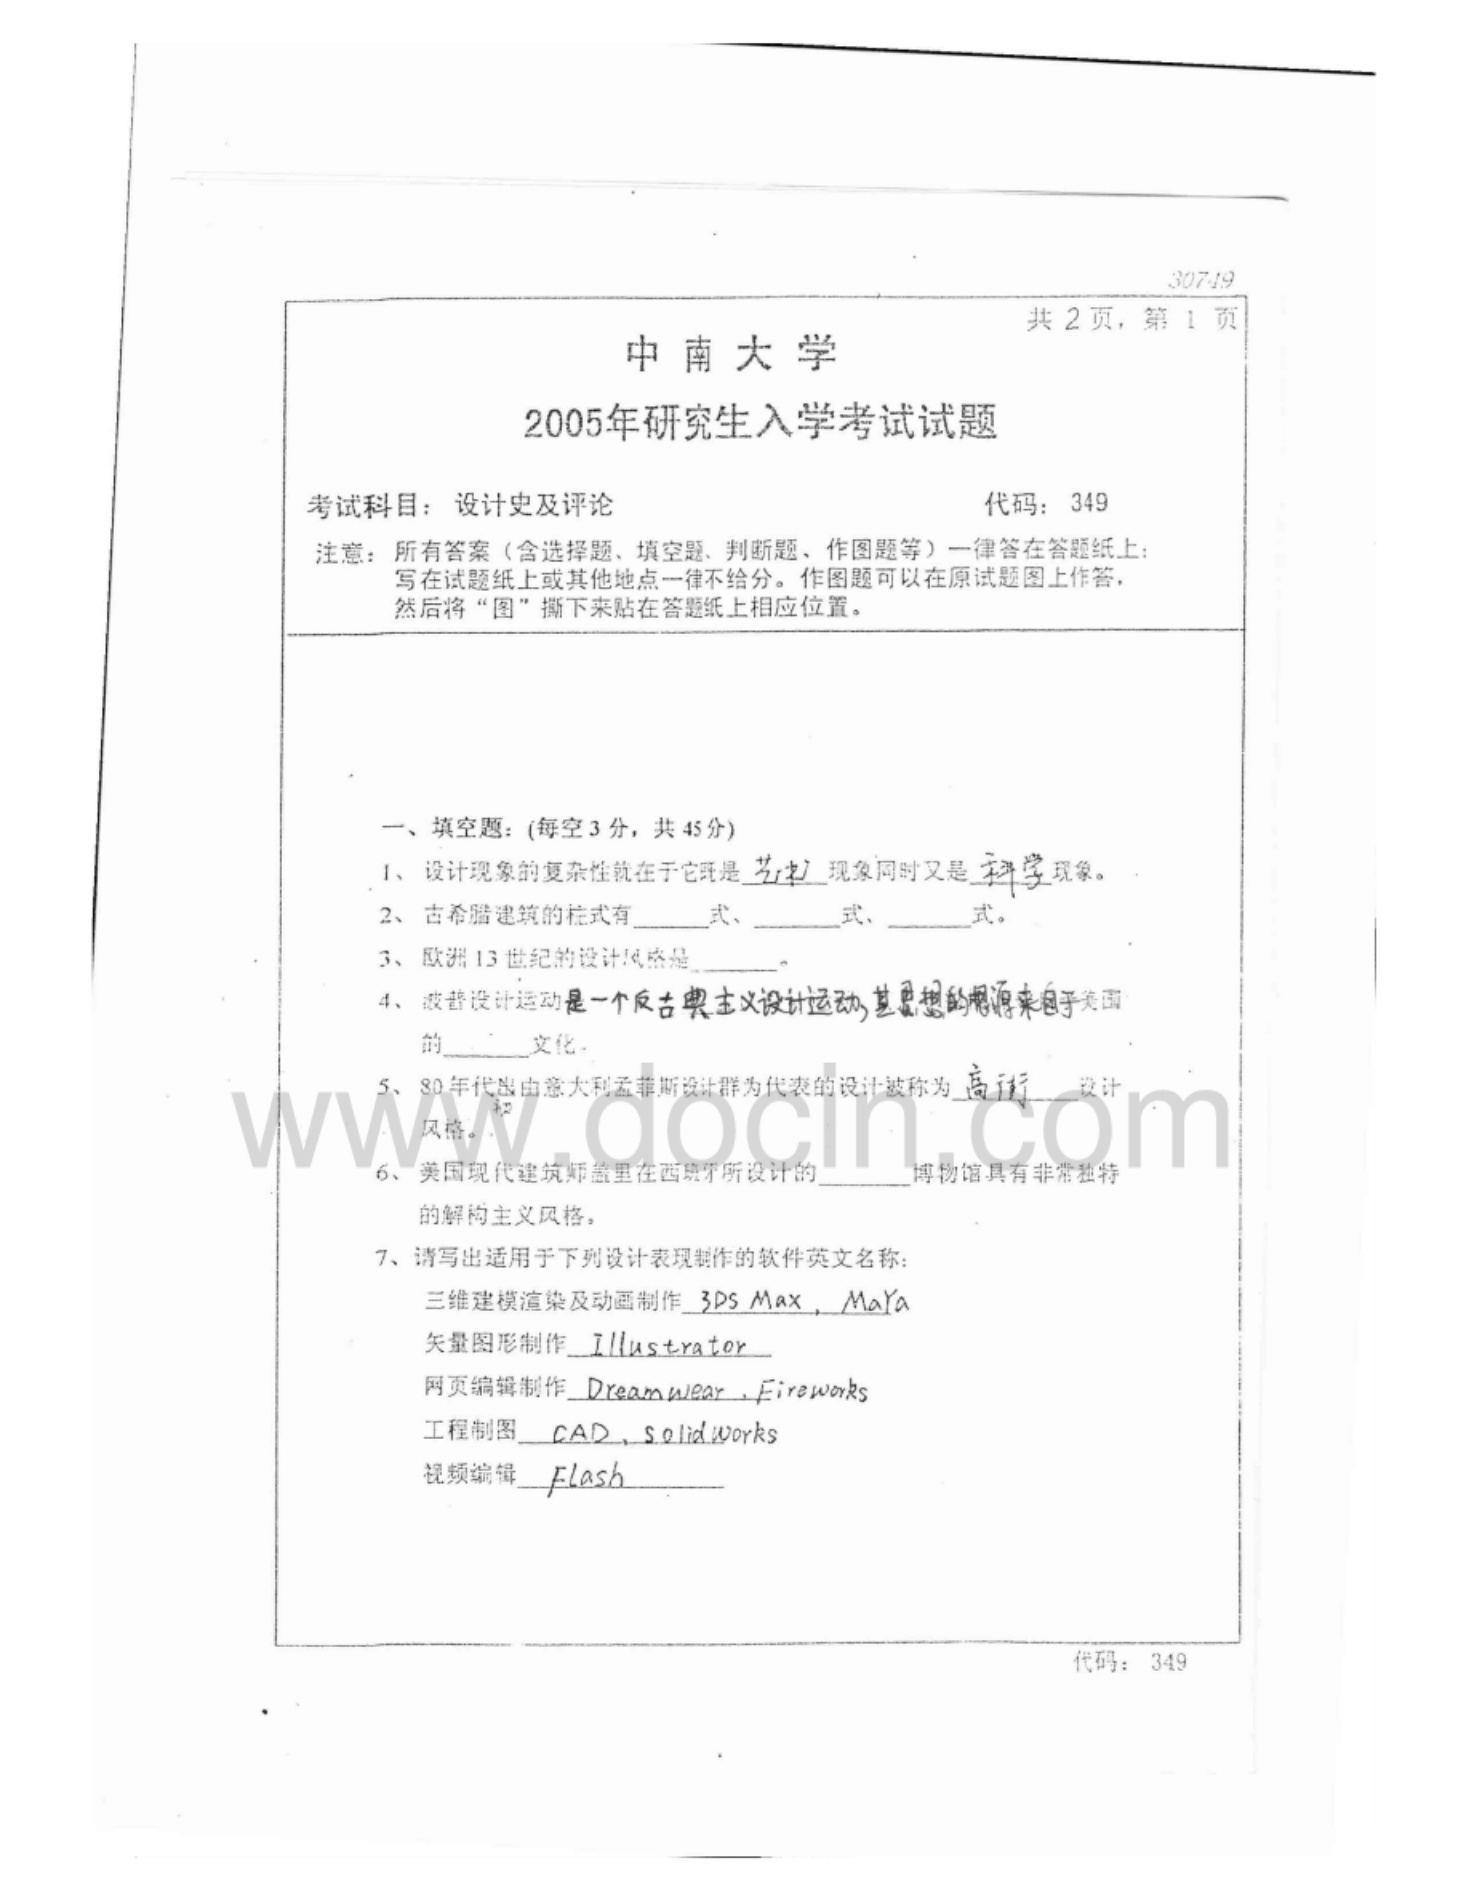 30749
共 2 页，第 1 页
中 南 大 学
2005年研究生入学考试试题
考试科目： 设计史及评论 代码： 349
注意： 所有答案（含选择题、填空题、判断题、作图题等）一律答在答题纸上；
写在试题纸上或其他地点一律不给分。作图题可以在原试题图上作答，
然后将“图”撕下来贴在答题纸上相应位置。
一、填空题：(每空 3 分，共 45 分)
1、 设计现象的复杂性就在于它既是 艺术 现象同时又是 科学 现象。
2、 古希腊建筑的柱式有______式、______式、______式。
3、 欧洲 13 世纪的设计风格是______。
4、 波普设计运动是一个反古典主义设计运动,其思想的根源来自于美国
的______文化。
5、 80 年代出由意大利孟菲斯设计群为代表的设计被称为 高街 设计
初
风格。
www.docin.com
6、 美国现代建筑师盖里在西班牙所设计的______博物馆具有非常独特
的解构主义风格。
7、请写出适用于下列设计表现制作的软件英文名称：
三维建模渲染及动画制作 3DS Max , MaYa
矢量图形制作 Illustrator
网页编辑制作 Dreamwear , Fireworks
工程制图 CAD 、 solidWorks
视频编辑 Flash
代码： 349